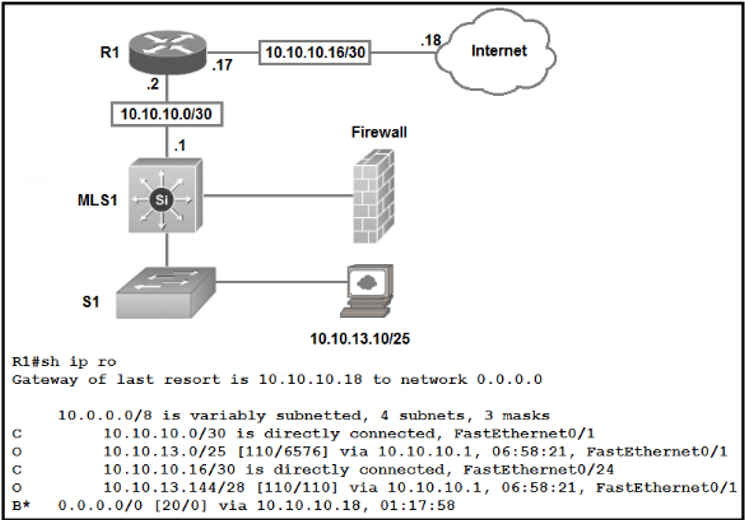 R1
.17
10.10.10.16/30
.18
Internet
.2
10.10.10.0/30
.1
Firewall
MLS1
Si
S1
10.10.13.10/25
R1#sh ip ro
Gateway of last resort is 10.10.10.18 to network 0.0.0.0
10.0.0.0/8 is variably subnetted, 4 subnets, 3 masks
C 10.10.10.0/30 is directly connected, FastEthernet0/1
O 10.10.13.0/25 [110/6576] via 10.10.10.1, 06:58:21, FastEthernet0/1
C 10.10.10.16/30 is directly connected, FastEthernet0/24
O 10.10.13.144/28 [110/110] via 10.10.10.1, 06:58:21, FastEthernet0/1
B* 0.0.0.0/0 [20/0] via 10.10.10.18, 01:17:58